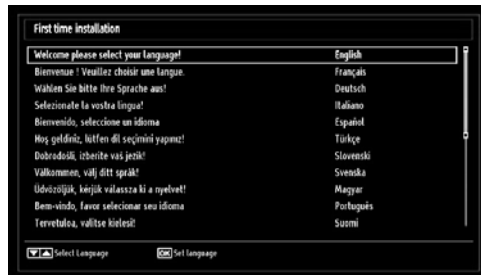 First time installation
Welcome please select your language! English
Bienvenue ! Veuillez choisir une langue. Français
Wählen Sie bitte Ihre Sprache aus! Deutsch
Selezionate la vostra lingua! Italiano
Bienvenido, seleccione un idioma Español
Hoş geldiniz, lütfen dil seçimini yapınız! Türkçe
Dobrodošli, izberite vaš jezik! Slovenski
Välkommen, välj ditt språk! Svenska
Üdvözöljük, kérjük válassza ki a nyelvet! Magyar
Bem-vindo, favor selecionar seu idioma Português
Tervetuloa, valitse kielesi! Suomi
Select Language OK Set language